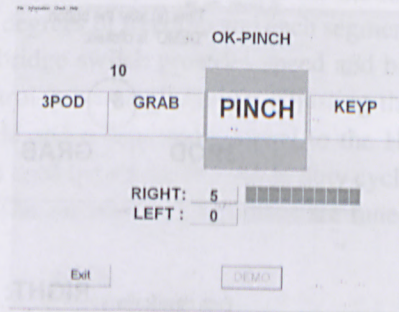 OK-PINCH
10
3POD GRAB PINCH KEYP
RIGHT: 5
LEFT : 0
Exit DEMO